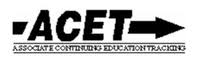 ACET
ASSOCIATE CONTINUING EDUCATION TRACKING